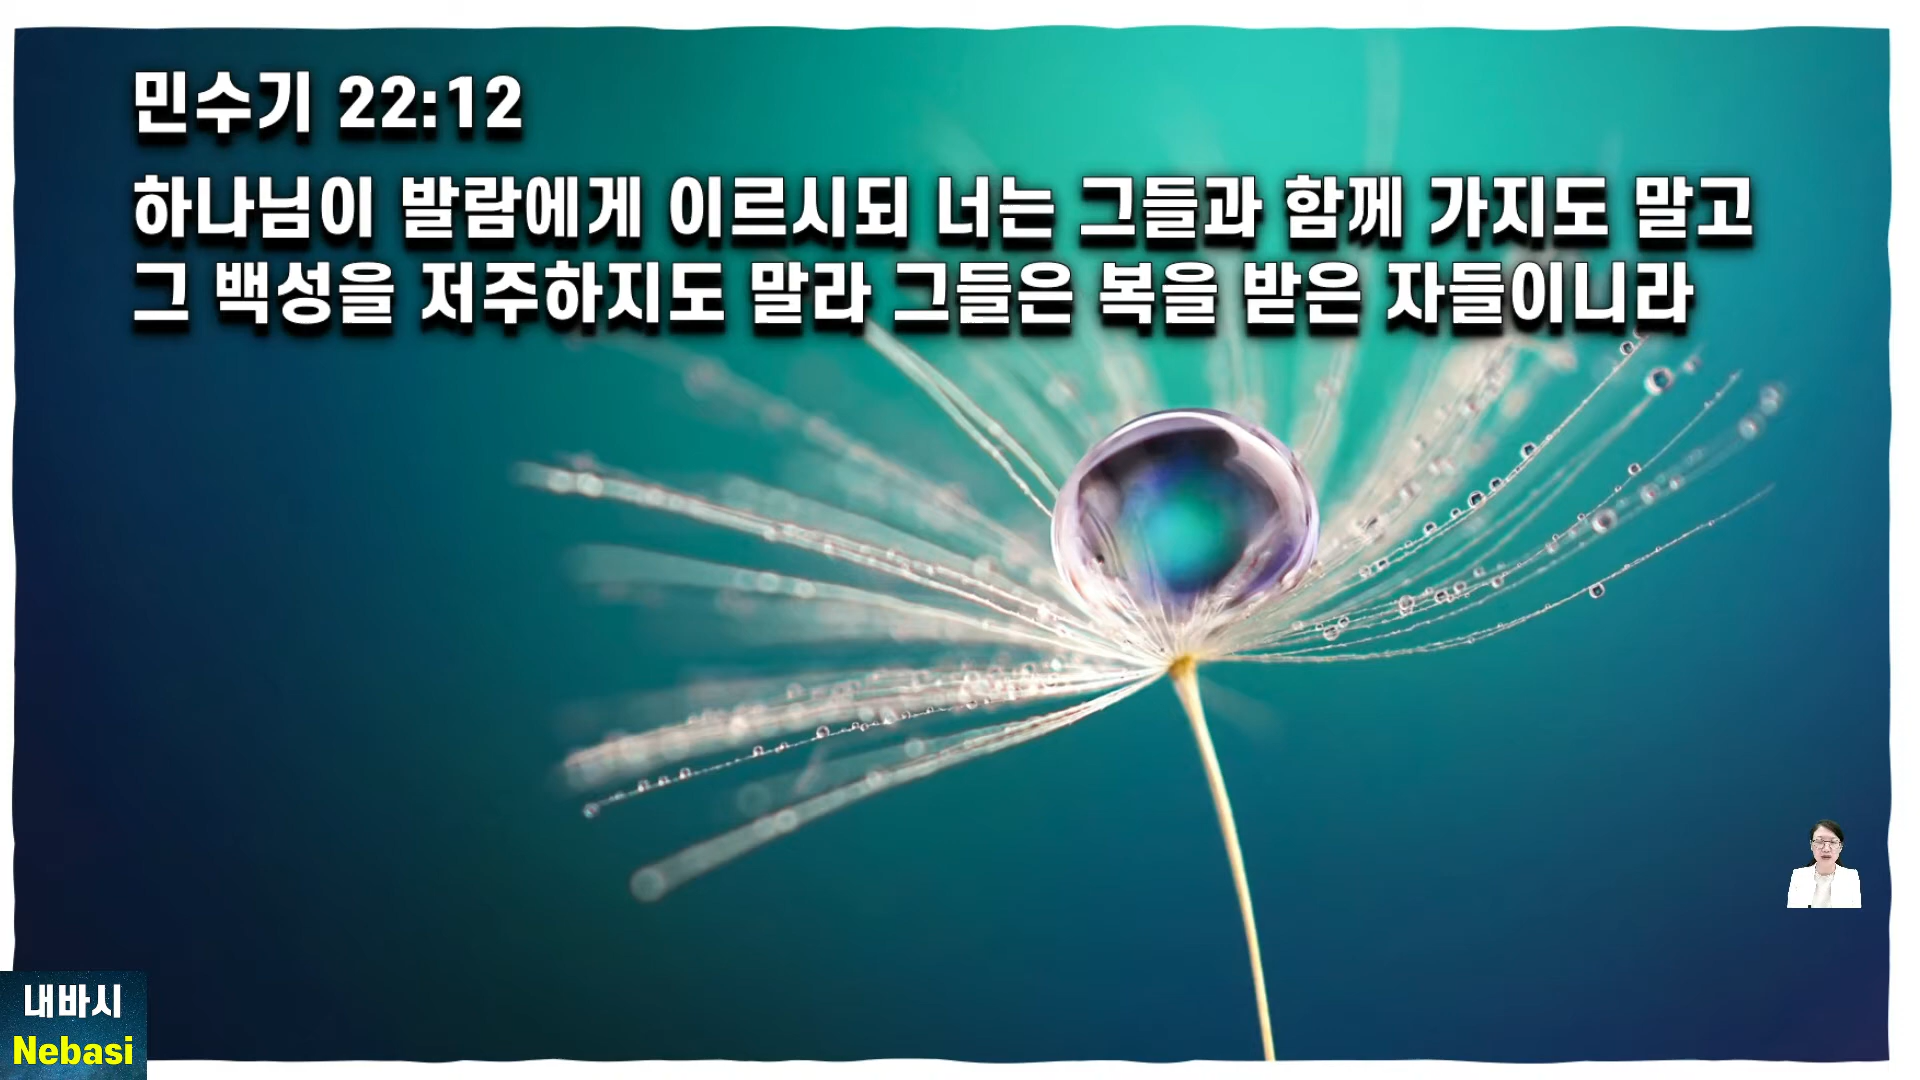 민수기 22:12
하나님이 발람에게 이르시되 너는 그들과 함께 가지도 말고
그 백성을 저주하지도 말라 그들은 복을 받은 자들이니라
내바시
Nebasi